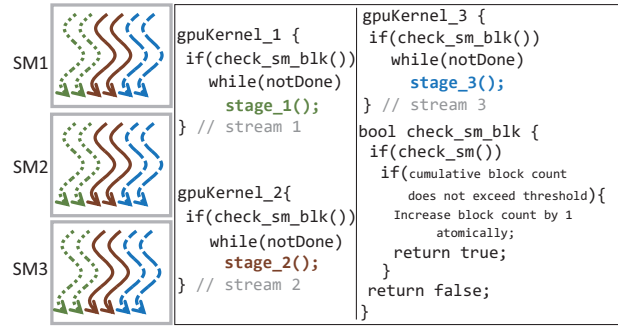 SM1
SM2
SM3
gpuKernel_1 {
if(check_sm_blk())
while(notDone)
stage_1();
} // stream 1
gpuKernel_2{
if(check_sm_blk())
while(notDone)
stage_2();
} // stream 2
gpuKernel_3 {
if(check_sm_blk())
while(notDone)
stage_3();
} // stream 3
bool check_sm_blk {
if(check_sm())
if(cumulative block count
does not exceed threshold){
Increase block count by 1
atomically;
return true;
}
return false;
}